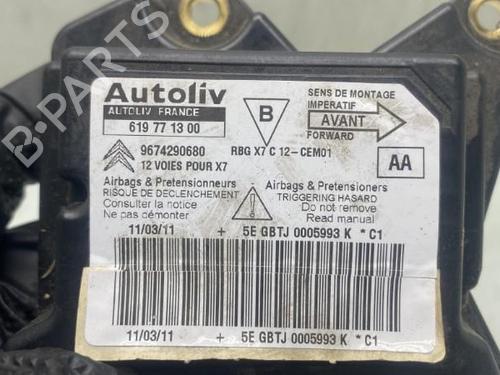 Autoliv
AUTOLIV FRANCE
619 77 13 00
9674290680
12 VOIES POUR X7
B
RBG X7 C 12-CEM01
SENS DE MONTAGE
IMPERATIF
AVANT
FORWARD
AA
Airbags & Pretensionneurs
RISQUE DE DECLENCHEMENT
Consulter la notice
Ne pas démonter
Airbags & Pretensioners
TRIGGERING HASARD
Do not remove
Read manual
11/03/11 + 5E GBTJ 0005993 K * C1
11/03/11 + 5E GBTJ 0005993 K * C1
B-PARTS